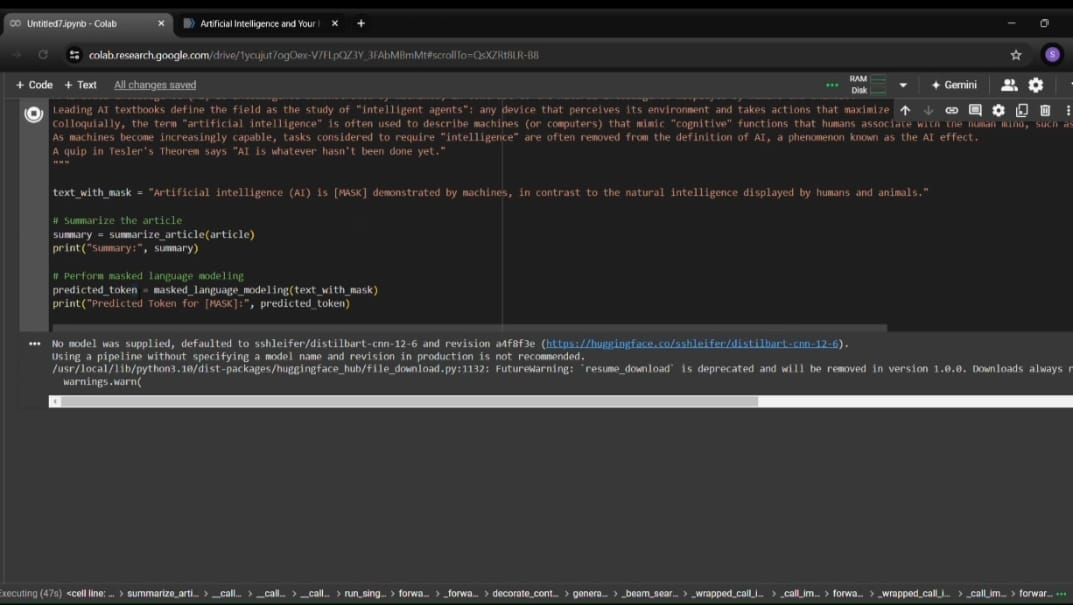 Untitled7.ipynb - Colab
Artificial Intelligence and Your
colab.research.google.com/drive/1ycujut7ogOex-V7FLpQZ3Y_3FAbMBmMt#scrollTo=QsXZRt8LR-B8
+ Code + Text All changes saved
RAM
Disk
Gemini
Leading AI textbooks define the field as the study of "intelligent agents": any device that perceives its environment and takes actions that maximize
Colloquially, the term "artificial intelligence" is often used to describe machines (or computers) that mimic "cognitive" functions that humans associate with the human mind, such as
As machines become increasingly capable, tasks considered to require "intelligence" are often removed from the definition of AI, a phenomenon known as the AI effect.
A quip in Tesler's Theorem says "AI is whatever hasn't been done yet."
"""
text_with_mask = "Artificial intelligence (AI) is [MASK] demonstrated by machines, in contrast to the natural intelligence displayed by humans and animals."
# Summarize the article
summary = summarize_article(article)
print("Summary:", summary)
# Perform masked language modeling
predicted_token = masked_language_modeling(text_with_mask)
print("Predicted Token for [MASK]:", predicted_token)
No model was supplied, defaulted to sshleifer/distilbart-cnn-12-6 and revision a4f8f3e (https://huggingface.co/sshleifer/distilbart-cnn-12-6).
Using a pipeline without specifying a model name and revision in production is not recommended.
/usr/local/lib/python3.10/dist-packages/huggingface_hub/file_download.py:1132: FutureWarning: `resume_download` is deprecated and will be removed in version 1.0.0. Downloads always r
warnings.warn(
Executing (47s) <cell line: ... > summarize_arti... > __call... > __call... > __call... > run_sing... > forwa... > _forwa... > decorate_cont... > genera... > _beam_sear... > _wrapped_call_i... > _call_im... > forwa... > _wrapped_call_i... > _call_im... > forwar...